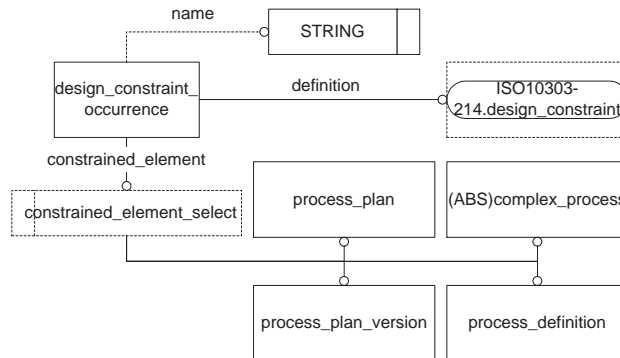 name
STRING
design_constraint_
occurrence
definition
ISO10303-
214.design_constraint
constrained_element
constrained_element_select
process_plan
(ABS)complex_process
process_plan_version
process_definition